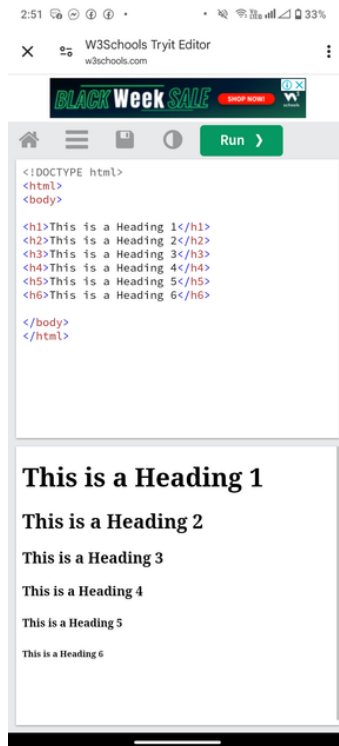 2:51
33%
W3Schools Tryit Editor
w3schools.com
BLACK Week SALE SHOP NOW!
Run ❯
<!DOCTYPE html>
<html>
<body>
<h1>This is a Heading 1</h1>
<h2>This is a Heading 2</h2>
<h3>This is a Heading 3</h3>
<h4>This is a Heading 4</h4>
<h5>This is a Heading 5</h5>
<h6>This is a Heading 6</h6>
</body>
</html>
This is a Heading 1
This is a Heading 2
This is a Heading 3
This is a Heading 4
This is a Heading 5
This is a Heading 6